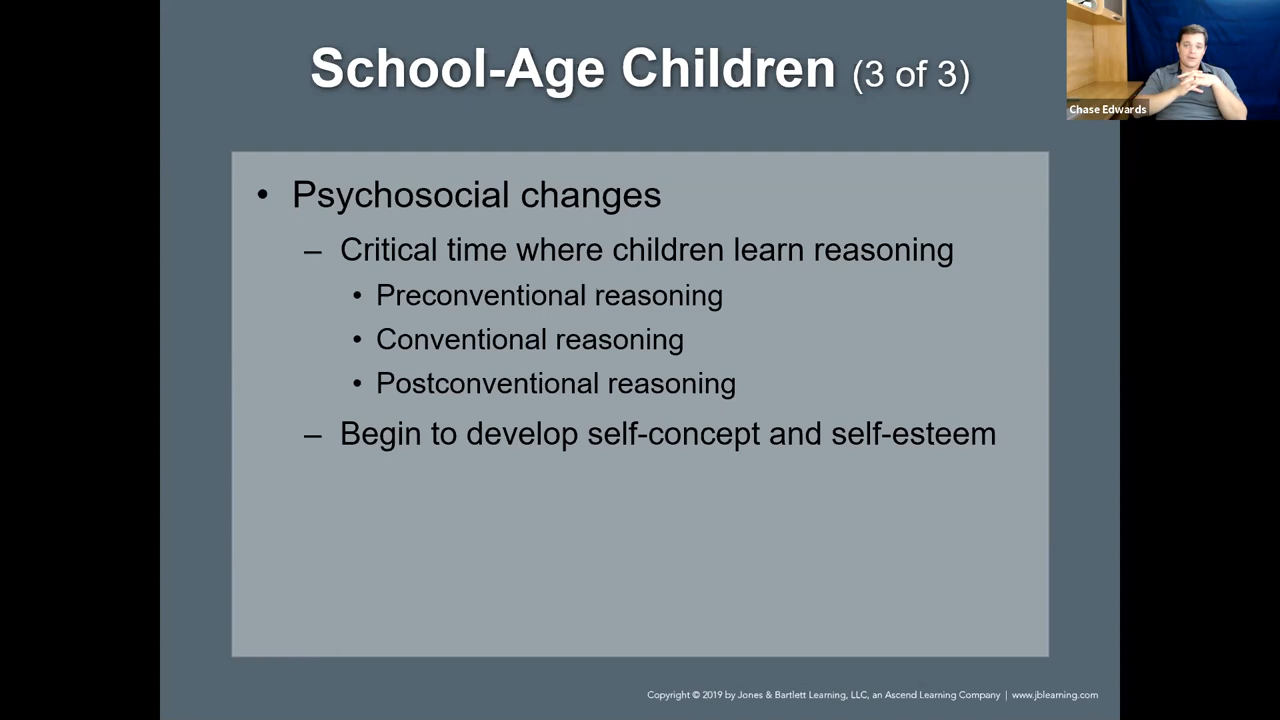 School-Age Children (3 of 3)
Chase Edwards
• Psychosocial changes
– Critical time where children learn reasoning
• Preconventional reasoning
• Conventional reasoning
• Postconventional reasoning
– Begin to develop self-concept and self-esteem
Copyright © 2019 by Jones & Bartlett Learning, LLC, an Ascend Learning Company | www.jblearning.com